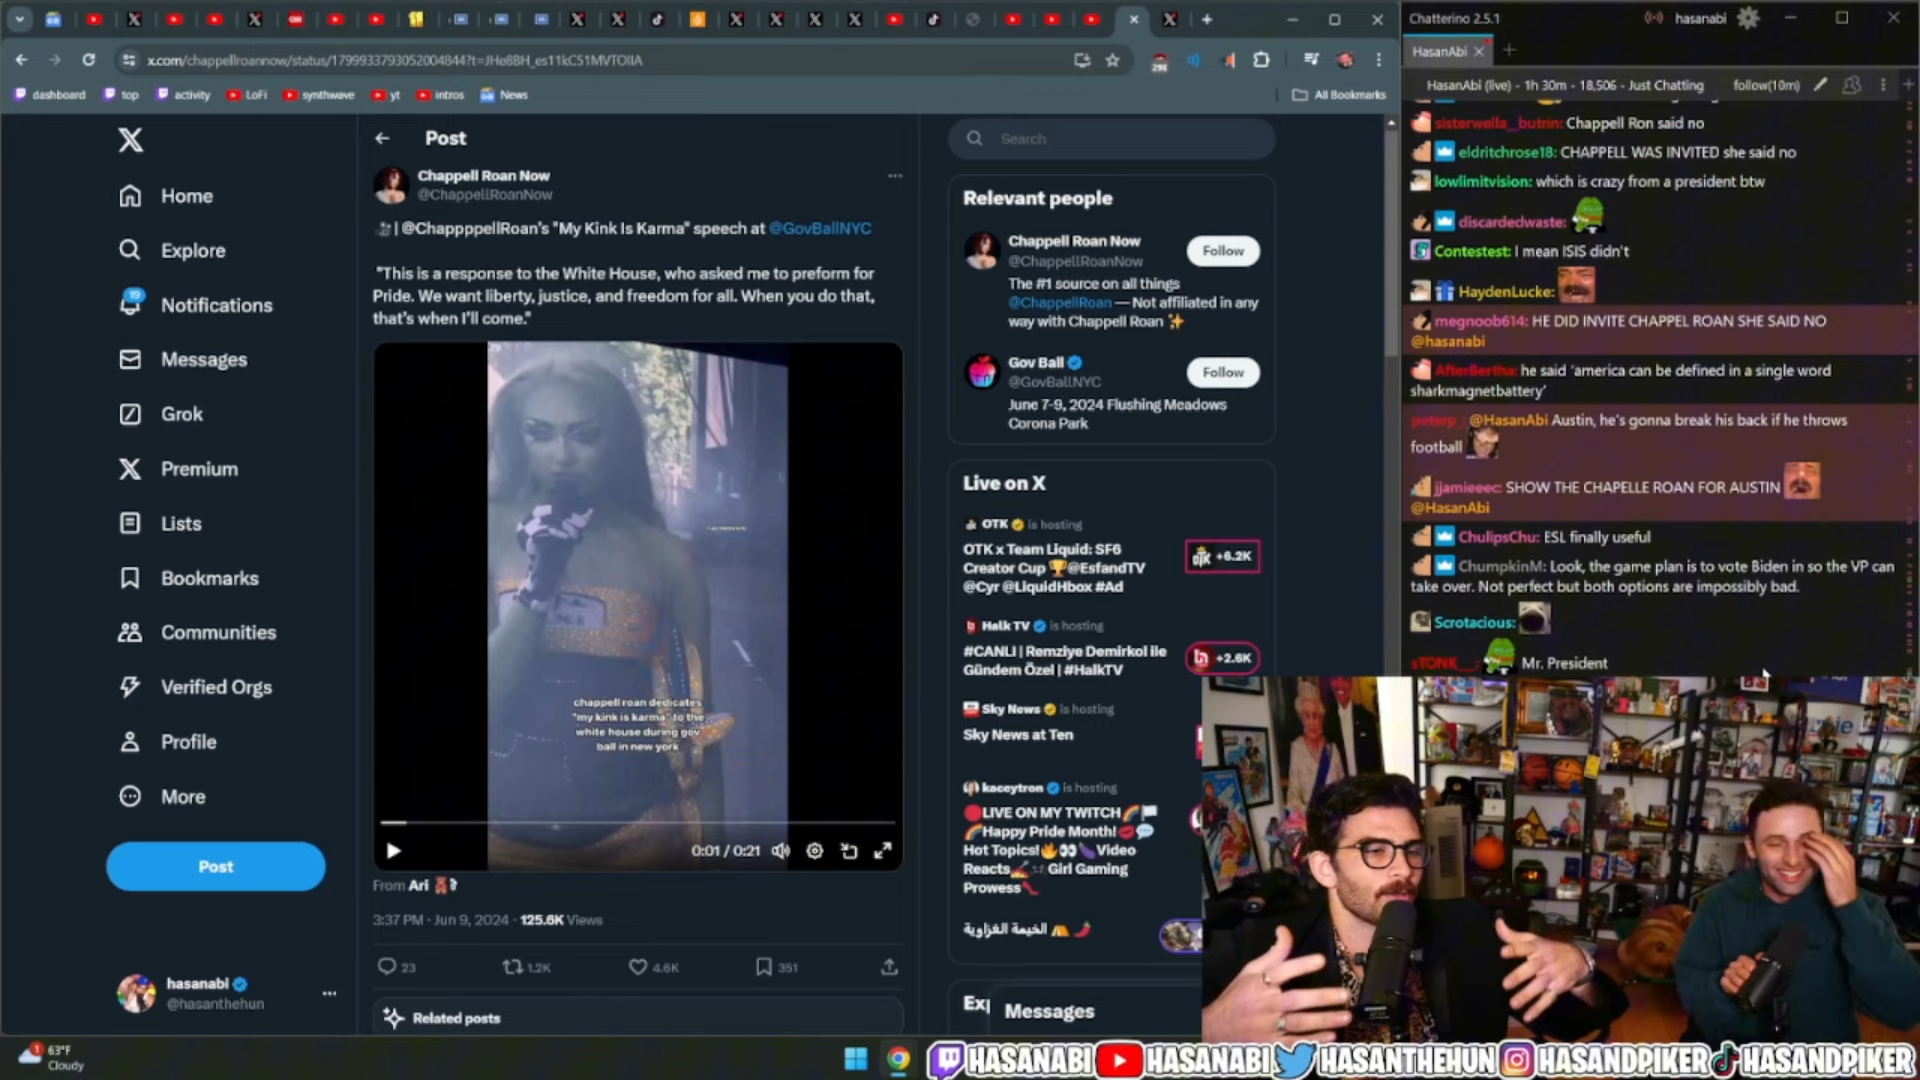 x.com/chappellroannow/status/1799933793052004844?t=JHe8BH_es11kC51MVTOIIA
dashboard
top
activity
LoFi
synthwave
yt
intros
News
All Bookmarks
Home
Explore
Notifications
Messages
Grok
Premium
Lists
Bookmarks
Communities
Verified Orgs
Profile
More
Post
hasanabi
@hasanthehun
Post
Chappell Roan Now
@ChappellRoanNow
| @ChappppellRoan's "My Kink Is Karma" speech at @GovBallNYC
"This is a response to the White House, who asked me to preform for
Pride. We want liberty, justice, and freedom for all. When you do that,
that's when I'll come."
chappell roan dedicates
"my kink is karma" to the
white house during gov
ball in new york
0:01 / 0:21
From Ari
3:37 PM · Jun 9, 2024 · 125.6K Views
23
1.2K
4.6K
351
Related posts
Search
Relevant people
Chappell Roan Now
@ChappellRoanNow
Follow
The #1 source on all things
@ChappellRoan — Not affiliated in any
way with Chappell Roan
Gov Ball
@GovBallNYC
Follow
June 7-9, 2024 Flushing Meadows
Corona Park
Live on X
OTK is hosting
OTK x Team Liquid: SF6
Creator Cup @EsfandTV
@Cyr @LiquidHbox #Ad
+6.2K
Halk TV is hosting
#CANLI | Remziye Demirkol ile
Gündem Özel | #HalkTV
+2.6K
Sky News is hosting
Sky News at Ten
kaceytron is hosting
LIVE ON MY TWITCH
Happy Pride Month!
Hot Topics! Video
Reacts Girl Gaming
Prowess
الخيمة الغزاوية
Messages
Chatterino 2.5.1
hasanabi
HasanAbi
HasanAbi (live) - 1h 30m - 18,506 - Just Chatting
follow(10m)
sisterwella__butrin: Chappell Ron said no
eldritchrose18: CHAPPELL WAS INVITED she said no
lowlimitvision: which is crazy from a president btw
discardedwaste:
Contestest: I mean ISIS didn't
HaydenLucke:
megnoob614: HE DID INVITE CHAPPEL ROAN SHE SAID NO
@hasanabi
AfterBertha: he said 'america can be defined in a single word
sharkmagnetbattery'
peterp_: @HasanAbi Austin, he's gonna break his back if he throws
football
jjamieeec: SHOW THE CHAPELLE ROAN FOR AUSTIN
@HasanAbi
ChulipsChu: ESL finally useful
ChumpkinM: Look, the game plan is to vote Biden in so the VP can
take over. Not perfect but both options are impossibly bad.
Scrotacious:
sTONK__: Mr. President
63°F
Cloudy
HASANABI
HASANABI
HASANTHEHUN
HASANDPIKER
HASANDPIKER